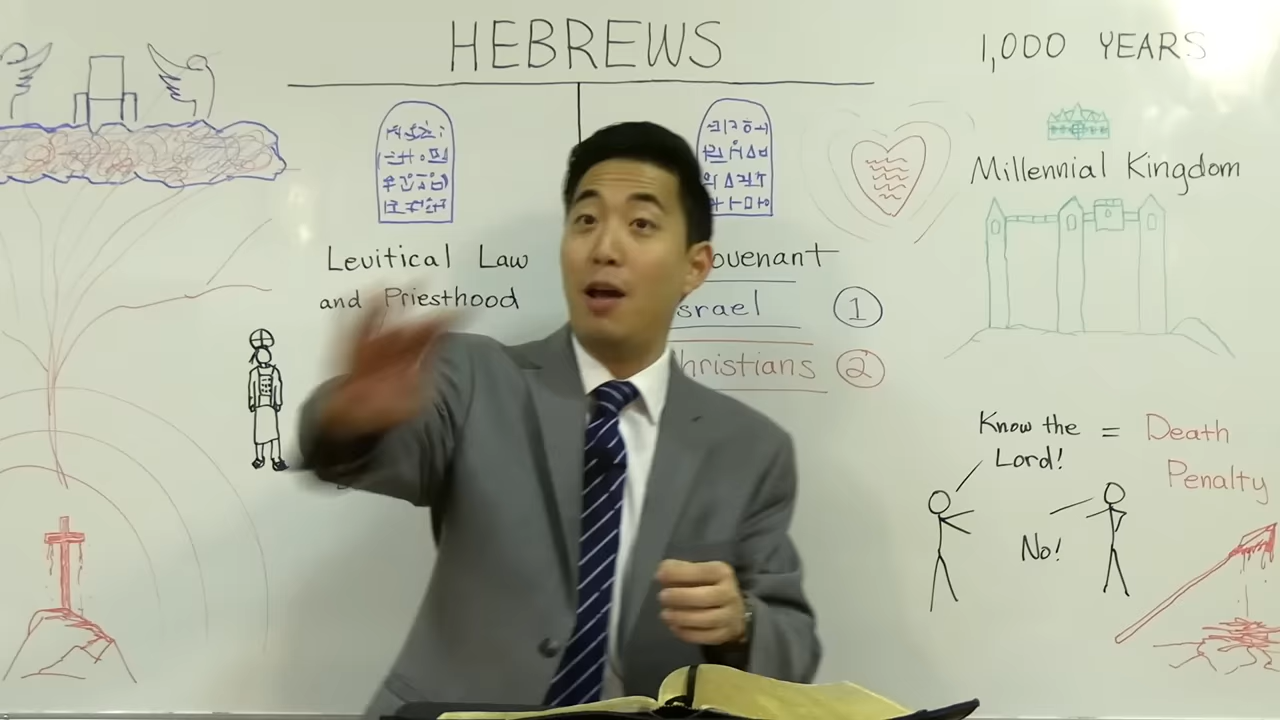 HEBREWS
1,000 YEARS
Millennial Kingdom
Levitical Law
and Priesthood
ovenant
srael 1
hristians 2
Know the
Lord!
= Death
Penalty
No!